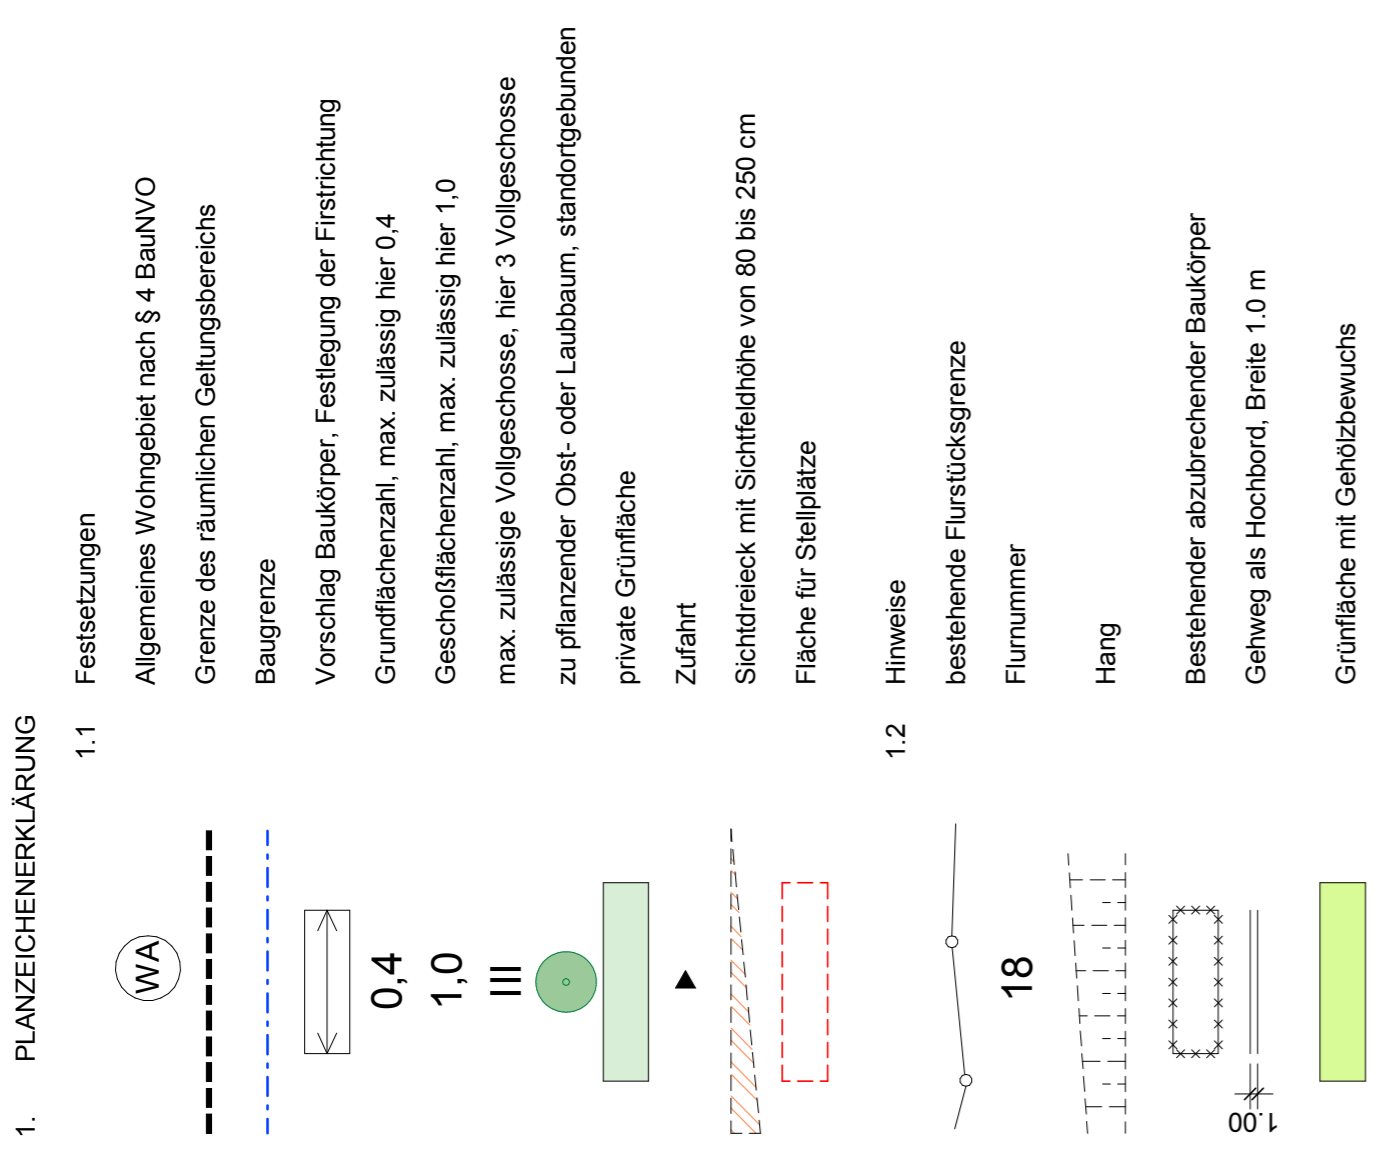 1. PLANZEICHENERKLÄRUNG
1.1 Festsetzungen
WA Allgemeines Wohngebiet nach § 4 BauNVO
Grenze des räumlichen Geltungsbereichs
Baugrenze
Vorschlag Baukörper, Festlegung der Firstrichtung
0,4 Grundflächenzahl, max. zulässig hier 0,4
1,0 Geschoßflächenzahl, max. zulässig hier 1,0
III max. zulässige Vollgeschosse, hier 3 Vollgeschosse
zu pflanzender Obst- oder Laubbaum, standortgebunden
private Grünfläche
Zufahrt
Sichtdreieck mit Sichtfeldhöhe von 80 bis 250 cm
Fläche für Stellplätze
1.2 Hinweise
bestehende Flurstücksgrenze
18 Flurnummer
Hang
Bestehender abzubrechender Baukörper
1.00 Gehweg als Hochbord, Breite 1.0 m
Grünfläche mit Gehölzbewuchs